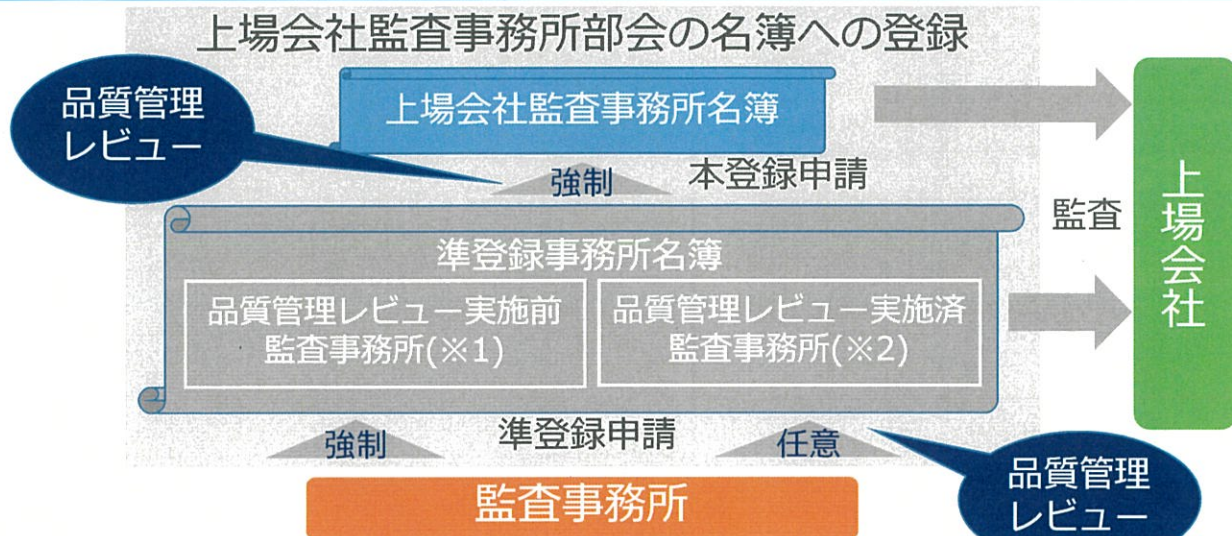 上場会社監査事務所部会の名簿への登録
品質管理
レビュー
上場会社監査事務所名簿
強制
本登録申請
監査
上場会社
準登録事務所名簿
品質管理レビュー実施前
監査事務所(※1)
品質管理レビュー実施済
監査事務所(※2)
強制
準登録申請
任意
監査事務所
品質管理
レビュー